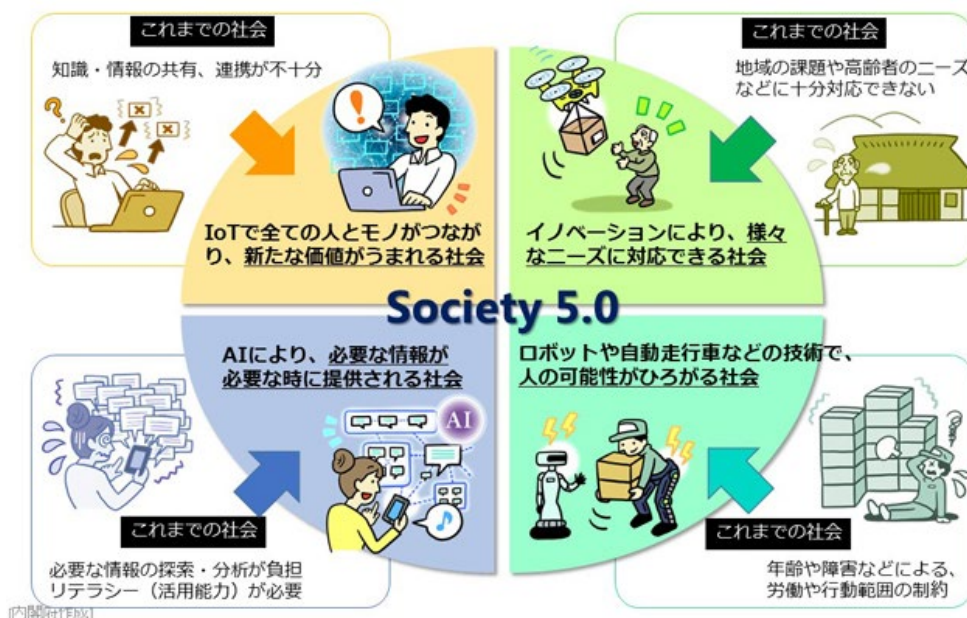 これまでの社会
知識・情報の共有、連携が不十分
IoTで全ての人とモノがつなが
り、新たな価値がうまれる社会
これまでの社会
地域の課題や高齢者のニーズ
などに十分対応できない
イノベーションにより、様々
なニーズに対応できる社会
Society 5.0
AIにより、必要な情報が
必要な時に提供される社会
AI
これまでの社会
必要な情報の探索・分析が負担
リテラシー（活用能力）が必要
ロボットや自動走行車などの技術で、
人の可能性がひろがる社会
これまでの社会
年齢や障害などによる、
労働や行動範囲の制約
[内閣府作成]